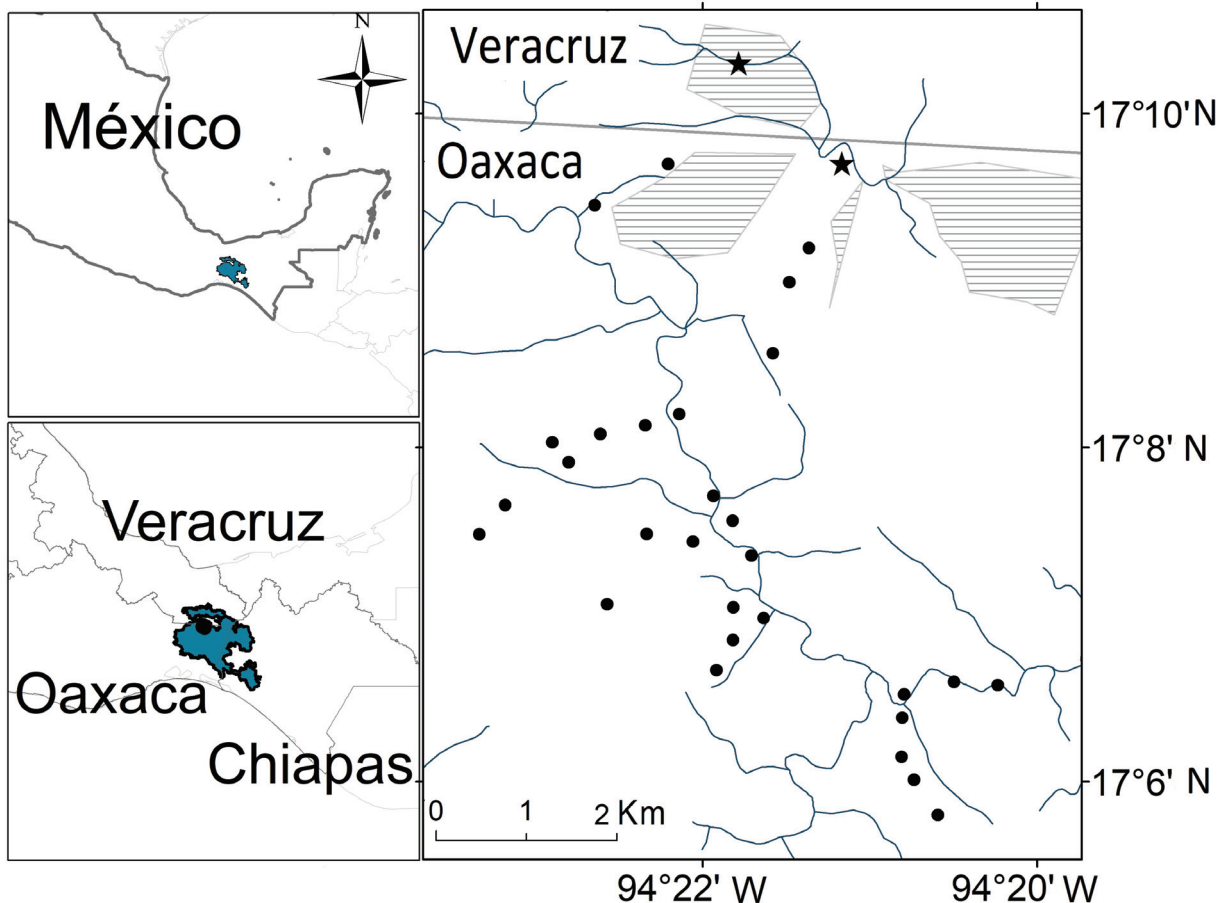 N
México
Veracruz
Oaxaca
Chiapas
Veracruz
Oaxaca
17°10'N
17°8' N
17°6' N
0 1 2 Km
94°22' W 94°20' W